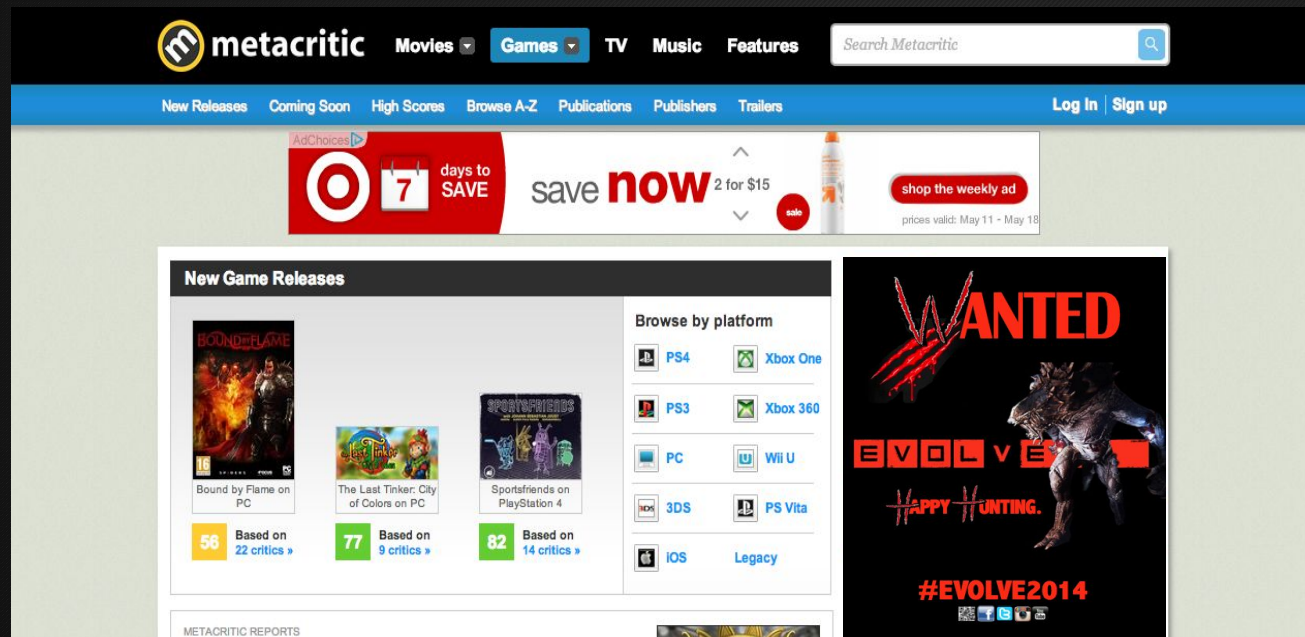 metacritic Movies Games TV Music Features Search Metacritic
New Releases Coming Soon High Scores Browse A-Z Publications Publishers Trailers Log In Sign up
AdChoices
7
days to
SAVE
save now 2 for $15
sale
shop the weekly ad
prices valid: May 11 - May 18
New Game Releases
BOUND BY FLAME
16
PC
Bound by Flame on
PC
56
Based on
22 critics »
Last Tinker
The Last Tinker: City
of Colors on PC
77
Based on
9 critics »
SPORTSFRIENDS
Sportsfriends on
PlayStation 4
82
Based on
14 critics »
Browse by platform
PS4 Xbox One
PS3 Xbox 360
PC Wii U
3DS PS Vita
iOS Legacy
WANTED
EVOLVE
HAPPY HUNTING.
#EVOLVE2014
METACRITIC REPORTS